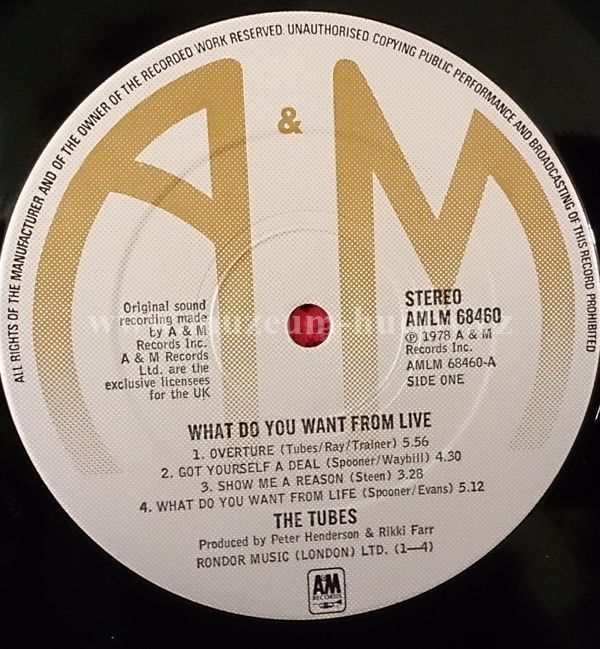 ALL RIGHTS OF THE MANUFACTURER AND OF THE OWNER OF THE RECORDED WORK RESERVED UNAUTHORISED COPYING PUBLIC PERFORMANCE AND BROADCASTING OF THIS RECORD PROHIBITED
A & M
Original sound
recording made
by A & M
Records Inc.
A & M Records
Ltd. are the
exclusive licensees
for the UK
STEREO
AMLM 68460
℗ 1978 A & M
Records Inc.
AMLM 68460-A
SIDE ONE
WHAT DO YOU WANT FROM LIVE
1. OVERTURE (Tubes/Ray/Trainer) 5.56
2. GOT YOURSELF A DEAL (Spooner/Waybill) 4.30
3. SHOW ME A REASON (Steen) 3.28
4. WHAT DO YOU WANT FROM LIFE (Spooner/Evans) 5.12
THE TUBES
Produced by Peter Henderson & Rikki Farr
RONDOR MUSIC (LONDON) LTD. (1—4)
AM
RECORDS